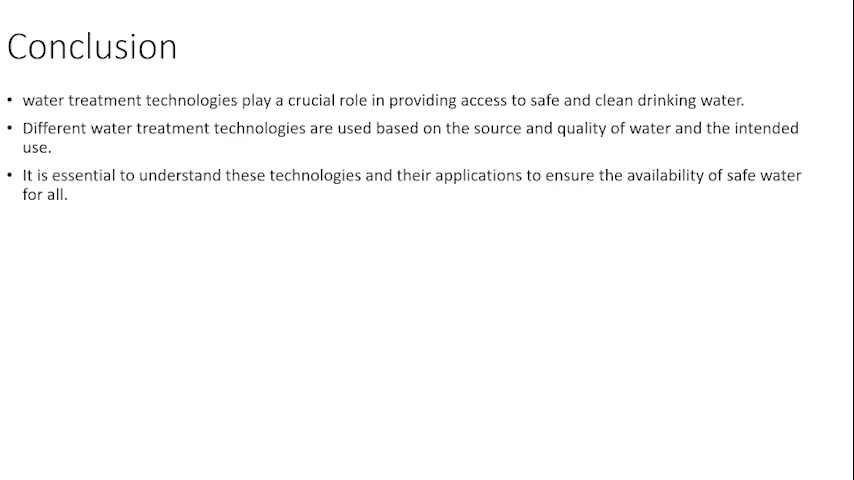 Conclusion
• water treatment technologies play a crucial role in providing access to safe and clean drinking water.
• Different water treatment technologies are used based on the source and quality of water and the intended
use.
• It is essential to understand these technologies and their applications to ensure the availability of safe water
for all.